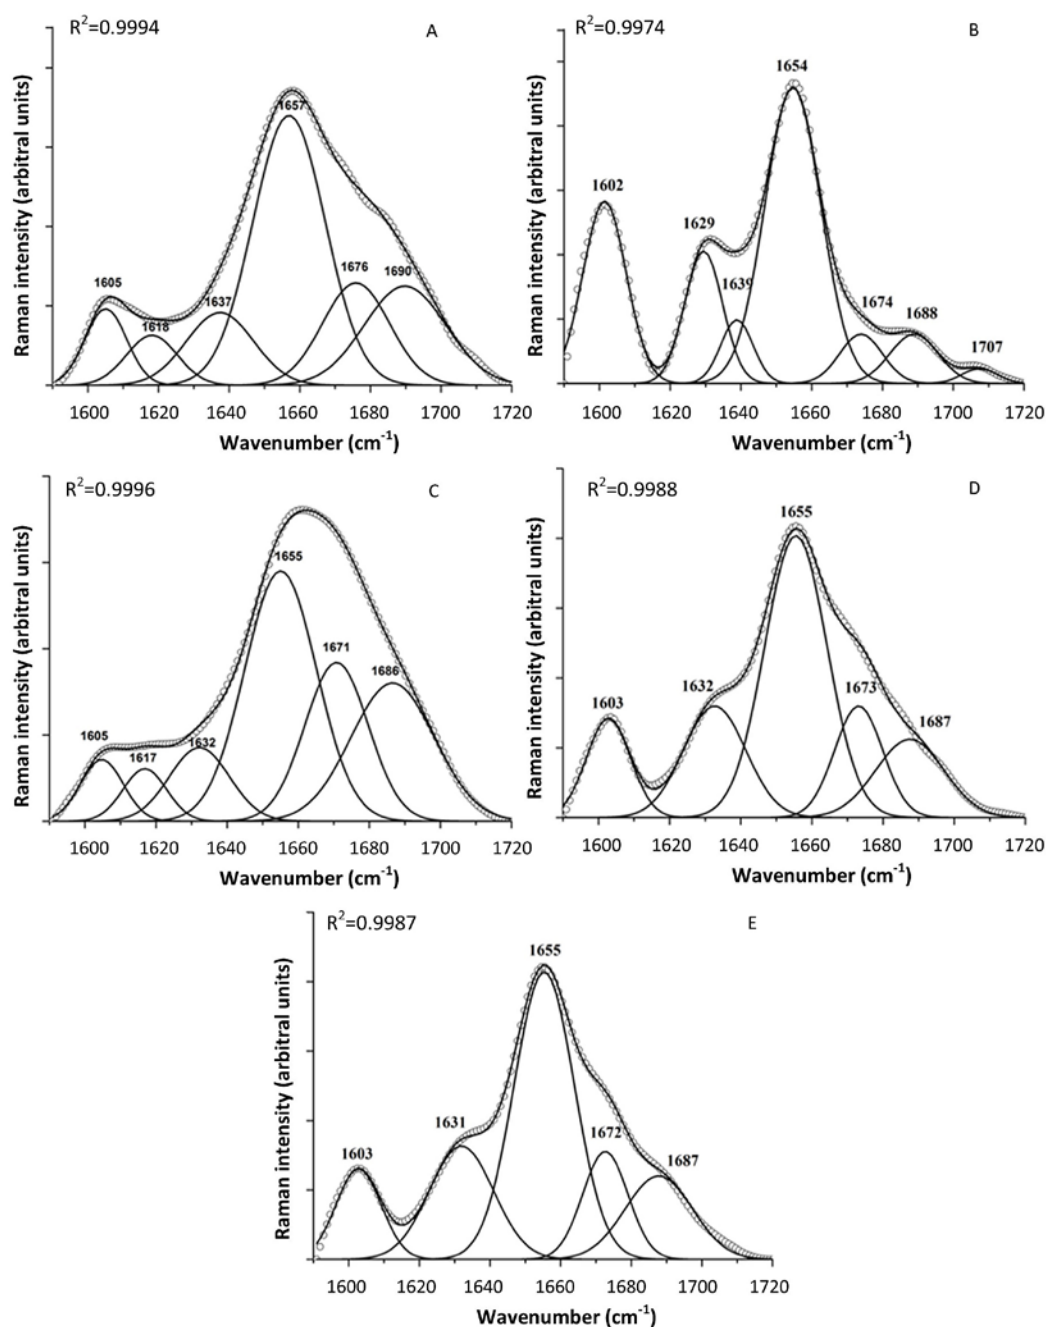 R²=0.9994
A
Raman intensity (arbitral units)
1657
1605
1618
1637
1676
1690
1600 1620 1640 1660 1680 1700 1720
Wavenumber (cm⁻¹)
R²=0.9974
B
Raman intensity (arbitral units)
1654
1602
1629
1639
1674
1688
1707
1600 1620 1640 1660 1680 1700 1720
Wavenumber (cm⁻¹)
R²=0.9996
C
Raman intensity (arbitral units)
1655
1671
1686
1605
1617
1632
1600 1620 1640 1660 1680 1700 1720
Wavenumber (cm⁻¹)
R²=0.9988
D
Raman intensity (arbitral units)
1655
1632
1603
1673
1687
1600 1620 1640 1660 1680 1700 1720
Wavenumber (cm⁻¹)
R²=0.9987
E
Raman intensity (arbitral units)
1655
1631
1603
1672
1687
1600 1620 1640 1660 1680 1700 1720
Wavenumber (cm⁻¹)